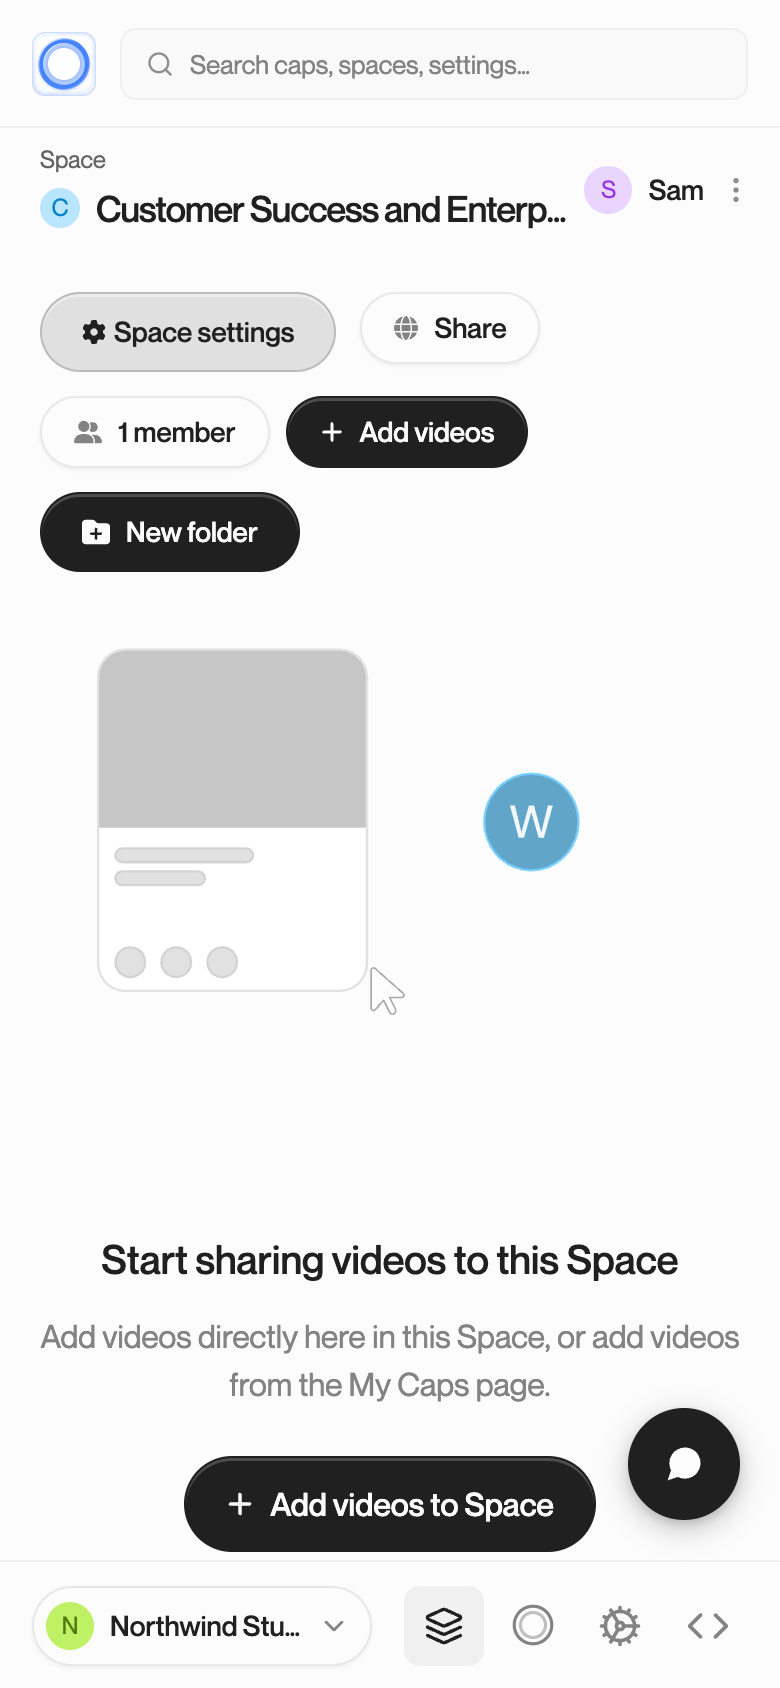 Search caps, spaces, settings...
Space
C
Customer Success and Enterp...
S
Sam
Space settings
Share
1 member
Add videos
New folder
W
Start sharing videos to this Space
Add videos directly here in this Space, or add videos
from the My Caps page.
Add videos to Space
N
Northwind Stu...